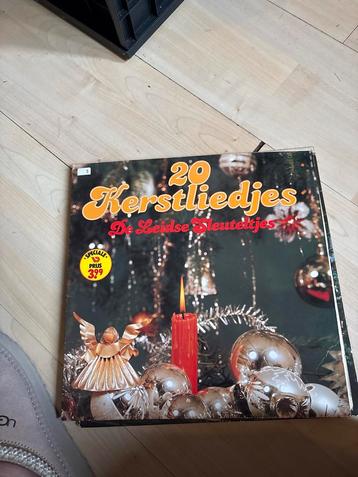 20
Kerstliedjes
De Leidse Sleuteltjes
SPECIALE
PRIJS
3.99